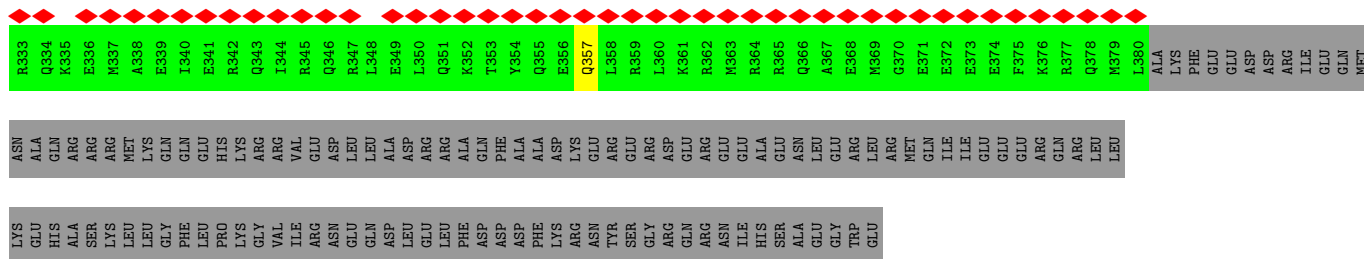 R333 Q334 K335 E336 M337 A338 E339 I340 E341 R342 Q343 I344 R345 Q346 R347 L348 E349 L350 Q351 K352 T353 Y354 Q355 E356 Q357 L358 R359 L360 K361 R362 M363 R364 R365 Q366 A367 E368 M369 G370 E371 E372 E373 E374 F375 K376 R377 Q378 M379 L380 ALA LYS PHE GLU GLU ASP ASP ARG ILE GLU GLN MET
ASN ALA GLN ARG ARG ARG MET LYS GLN GLN GLU HIS LYS ARG ARG VAL GLU ASP LEU LEU ALA ASP ARG ARG ALA GLN PHE ALA ALA ASP LYS GLU ARG GLU ARG ASP GLU ARG GLU GLU ALA GLU ASN LEU GLU ARG LEU ARG MET GLN ILE ILE GLU GLU GLU ARG GLN ARG LEU LEU
LYS GLU HIS ALA SER LYS LEU LEU GLY PHE LEU PRO LYS GLY VAL ILE ARG ASN GLU GLN ASP LEU GLU LEU PHE ASP ASP ASP PHE LYS ARG ASN TYR SER GLY ARG GLN ARG ASN ILE HIS SER ALA GLU GLY TRP GLU